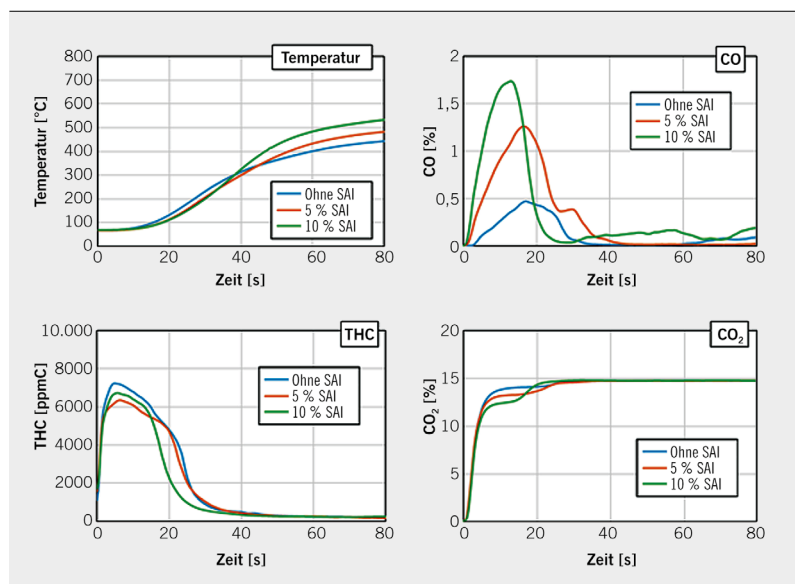 Temperatur
800
700
600
500
400
300
200
100
0
Temperatur [°C]
Ohne SAI
5 % SAI
10 % SAI
0
20
40
60
80
Zeit [s]
CO
2
1,5
1
0,5
0
CO [%]
Ohne SAI
5 % SAI
10 % SAI
0
20
40
60
80
Zeit [s]
THC
10.000
8000
6000
4000
2000
0
THC [ppmC]
Ohne SAI
5 % SAI
10 % SAI
0
20
40
60
80
Zeit [s]
CO₂
20
15
10
5
0
CO₂ [%]
Ohne SAI
5 % SAI
10 % SAI
0
20
40
60
80
Zeit [s]